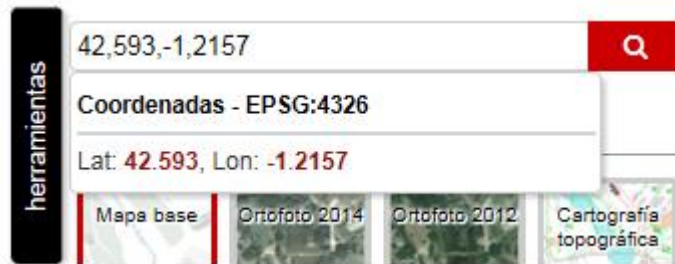 herramientas
42,593,-1,2157
Coordenadas - EPSG:4326
Lat: 42.593, Lon: -1.2157
Mapa base
Ortofoto 2014
Ortofoto 2012
Cartografía
topográfica